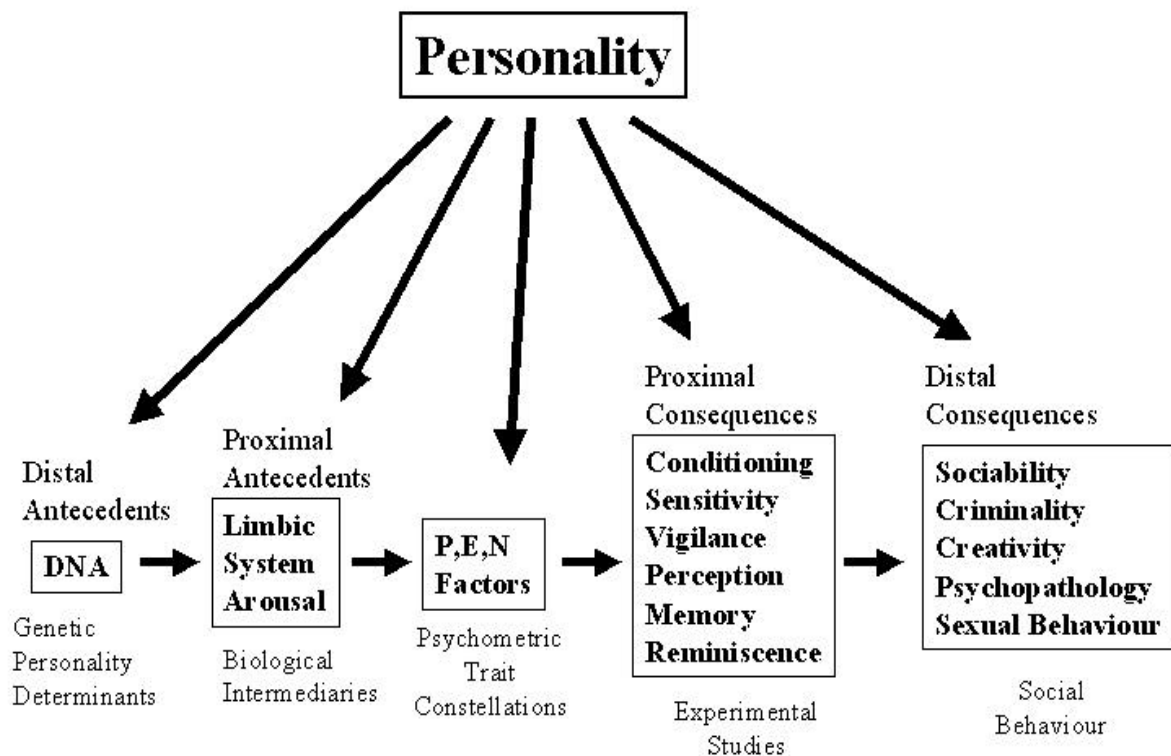 Personality
Distal
Antecedents
DNA
Genetic
Personality
Determinants
Proximal
Antecedents
Limbic
System
Arousal
Biological
Intermediaries
P,E,N
Factors
Psychometric
Trait
Constellations
Proximal
Consequences
Conditioning
Sensitivity
Vigilance
Perception
Memory
Reminiscence
Experimental
Studies
Distal
Consequences
Sociability
Criminality
Creativity
Psychopathology
Sexual Behaviour
Social
Behaviour